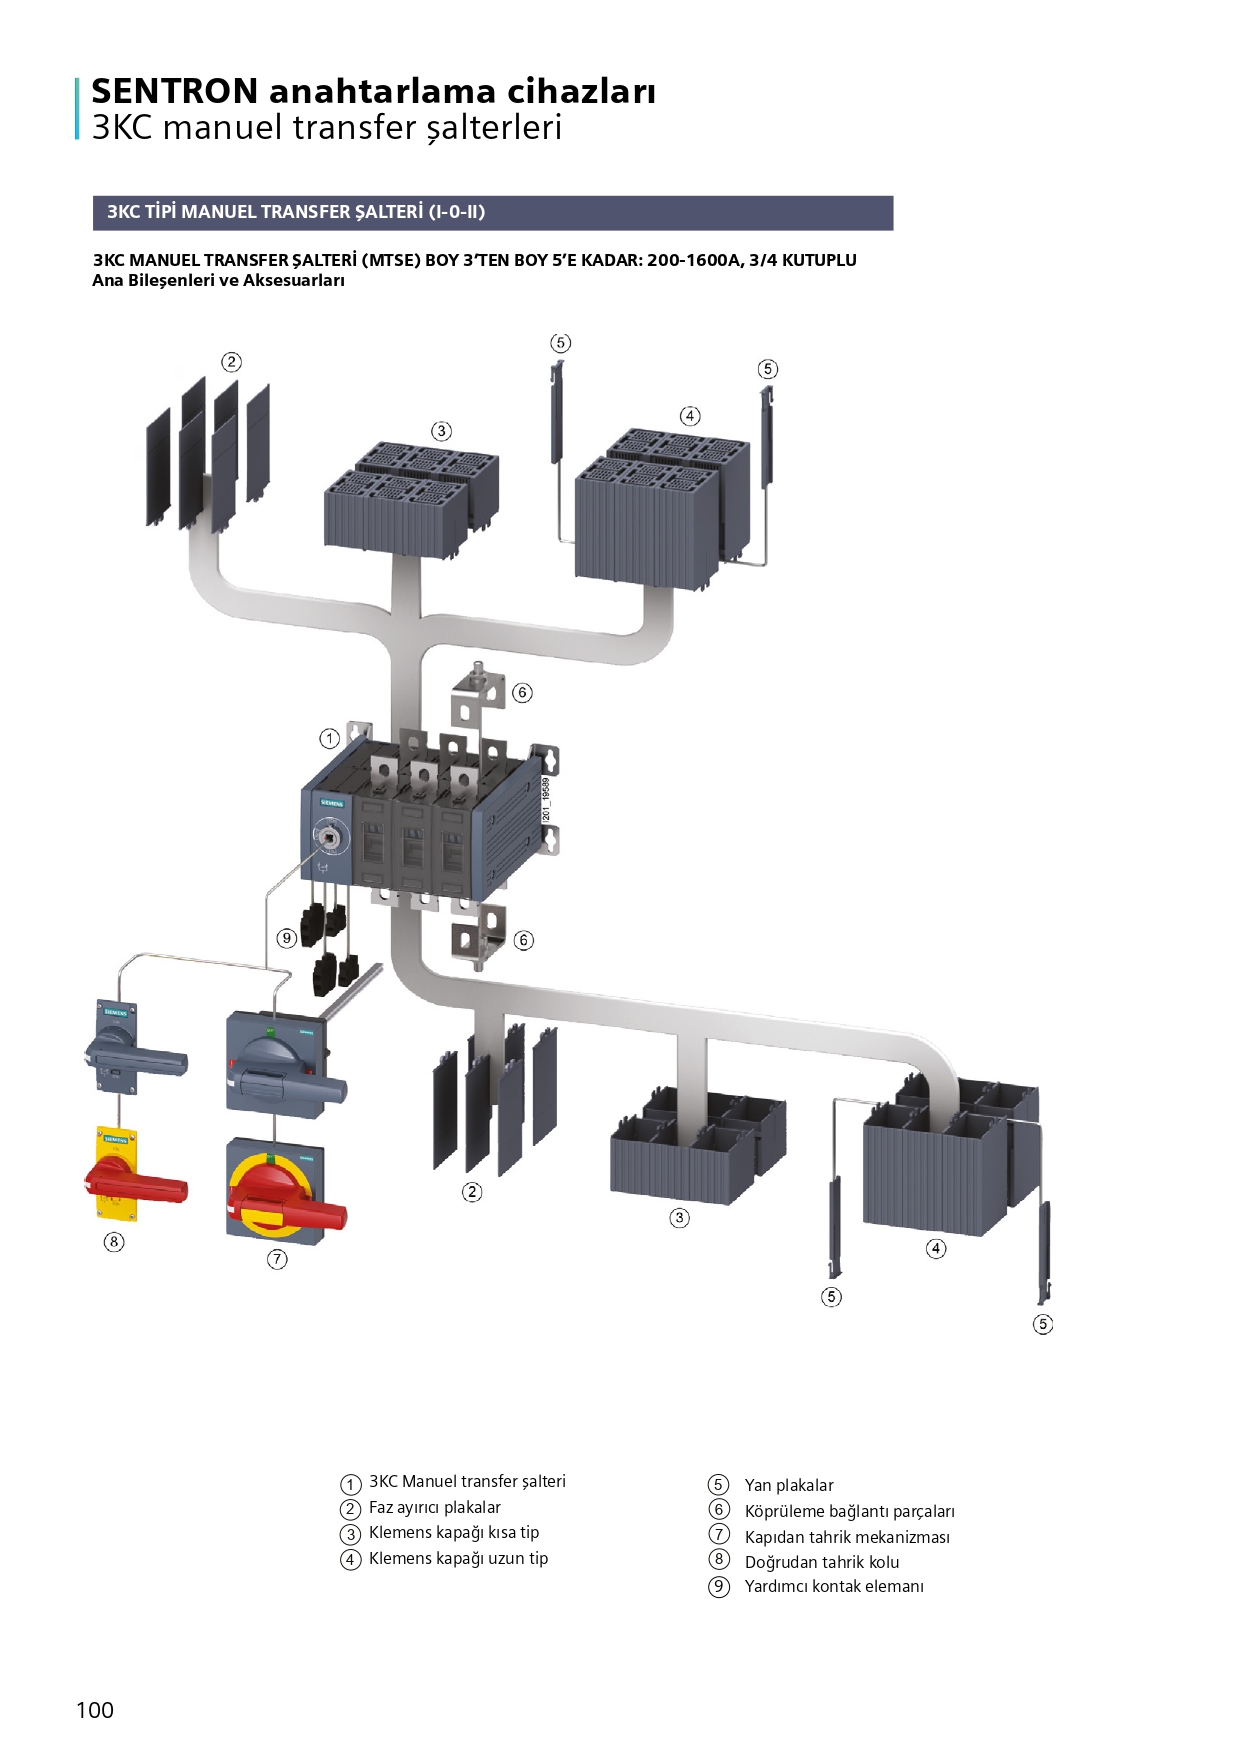 SENTRON anahtarlama cihazları
3KC manuel transfer şalterleri
3KC TİPİ MANUEL TRANSFER ŞALTERİ (I-0-II)
3KC MANUEL TRANSFER ŞALTERİ (MTSE) BOY 3’TEN BOY 5’E KADAR: 200-1600A, 3/4 KUTUPLU
Ana Bileşenleri ve Aksesuarları
5
2
5
4
3
6
1
I201_19589
SIEMENS
9
6
SIEMENS
SIEMENS
2
3
8
4
7
5
5
1 3KC Manuel transfer şalteri
2 Faz ayırıcı plakalar
3 Klemens kapağı kısa tip
4 Klemens kapağı uzun tip
5 Yan plakalar
6 Köprüleme bağlantı parçaları
7 Kapıdan tahrik mekanizması
8 Doğrudan tahrik kolu
9 Yardımcı kontak elemanı
100